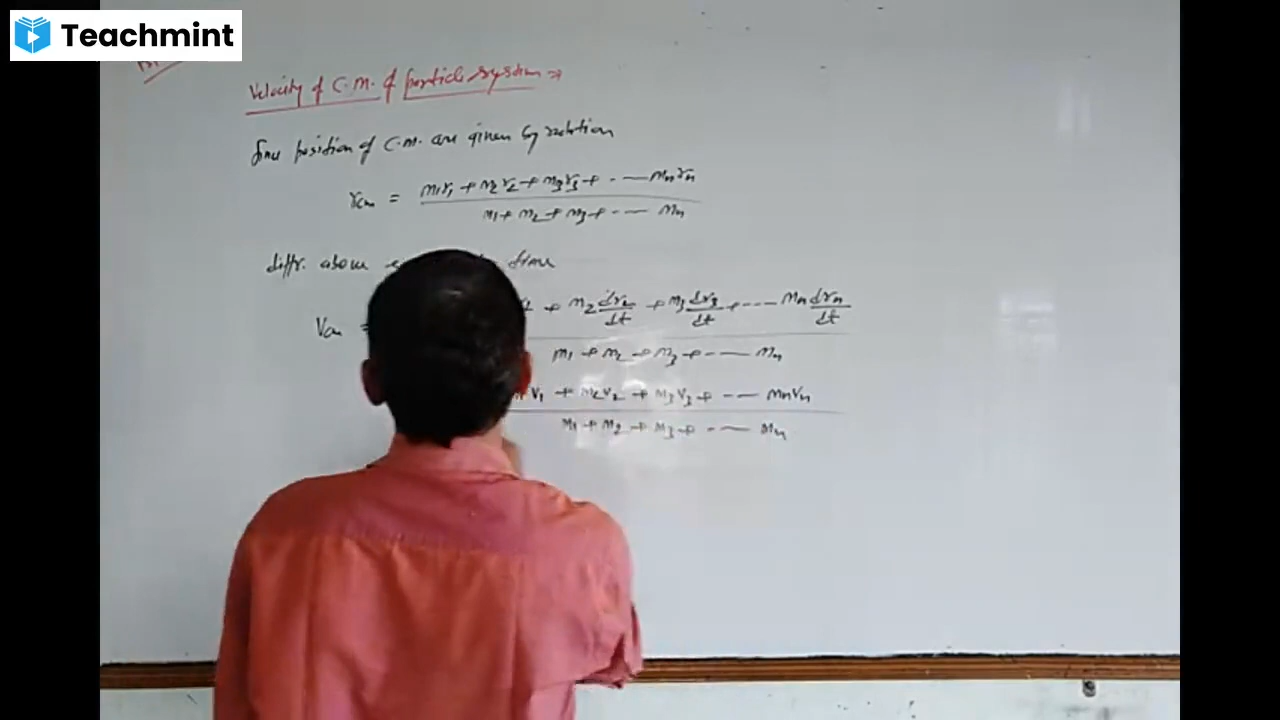 Teachmint
Velocity of C.M. of particle system ⇒
Since position of C.M. are given by relation
rcm = m1r1 + m2r2 + m3r3 + - - - mnrn
m1 + m2 + m3 + - - - mn
diffr. above time
Vcm = + m2 dr2/dt + m3 dr3/dt + - - - mn drn/dt
m1 + m2 + m3 + - - - mn
V1 + m2V2 + m3V3 + - - - mnVn
m1 + m2 + m3 + - - - mn